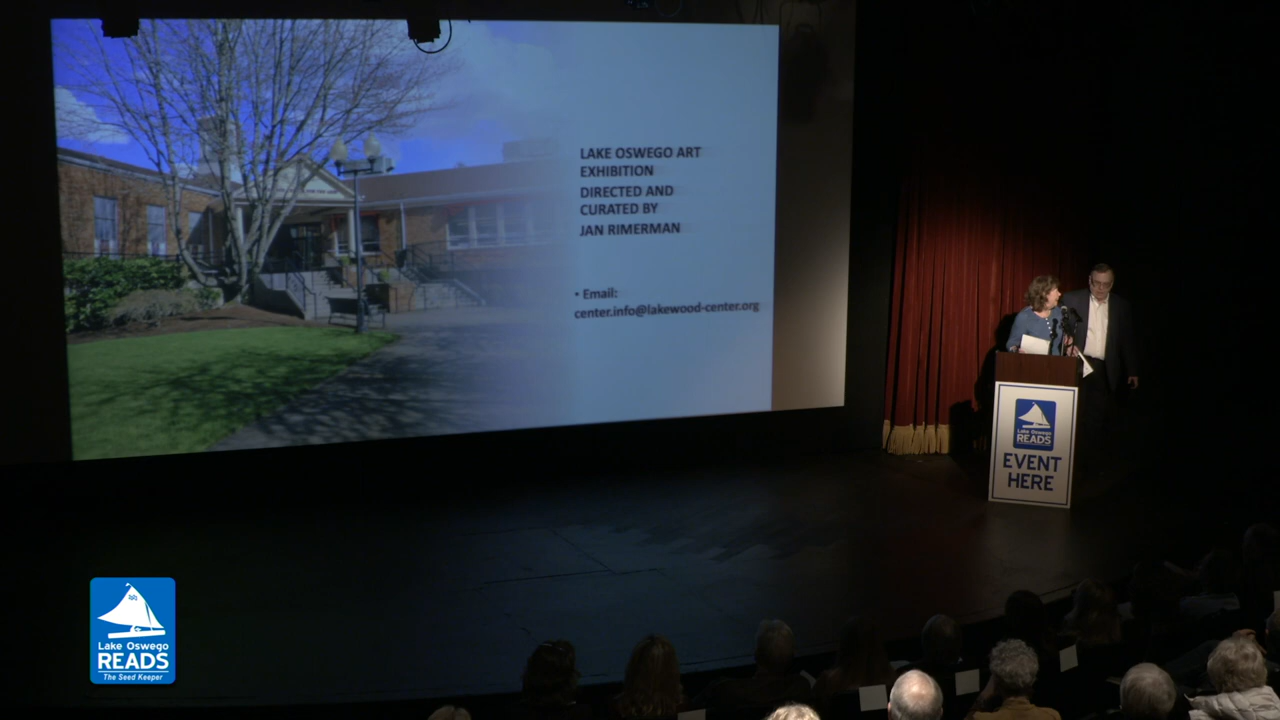 LAKE OSWEGO ART
EXHIBITION
DIRECTED AND
CURATED BY
JAN RIMERMAN
• Email:
center.info@lakewood-center.org
Lake Oswego
READS
EVENT
HERE
Lake Oswego
READS
The Seed Keeper